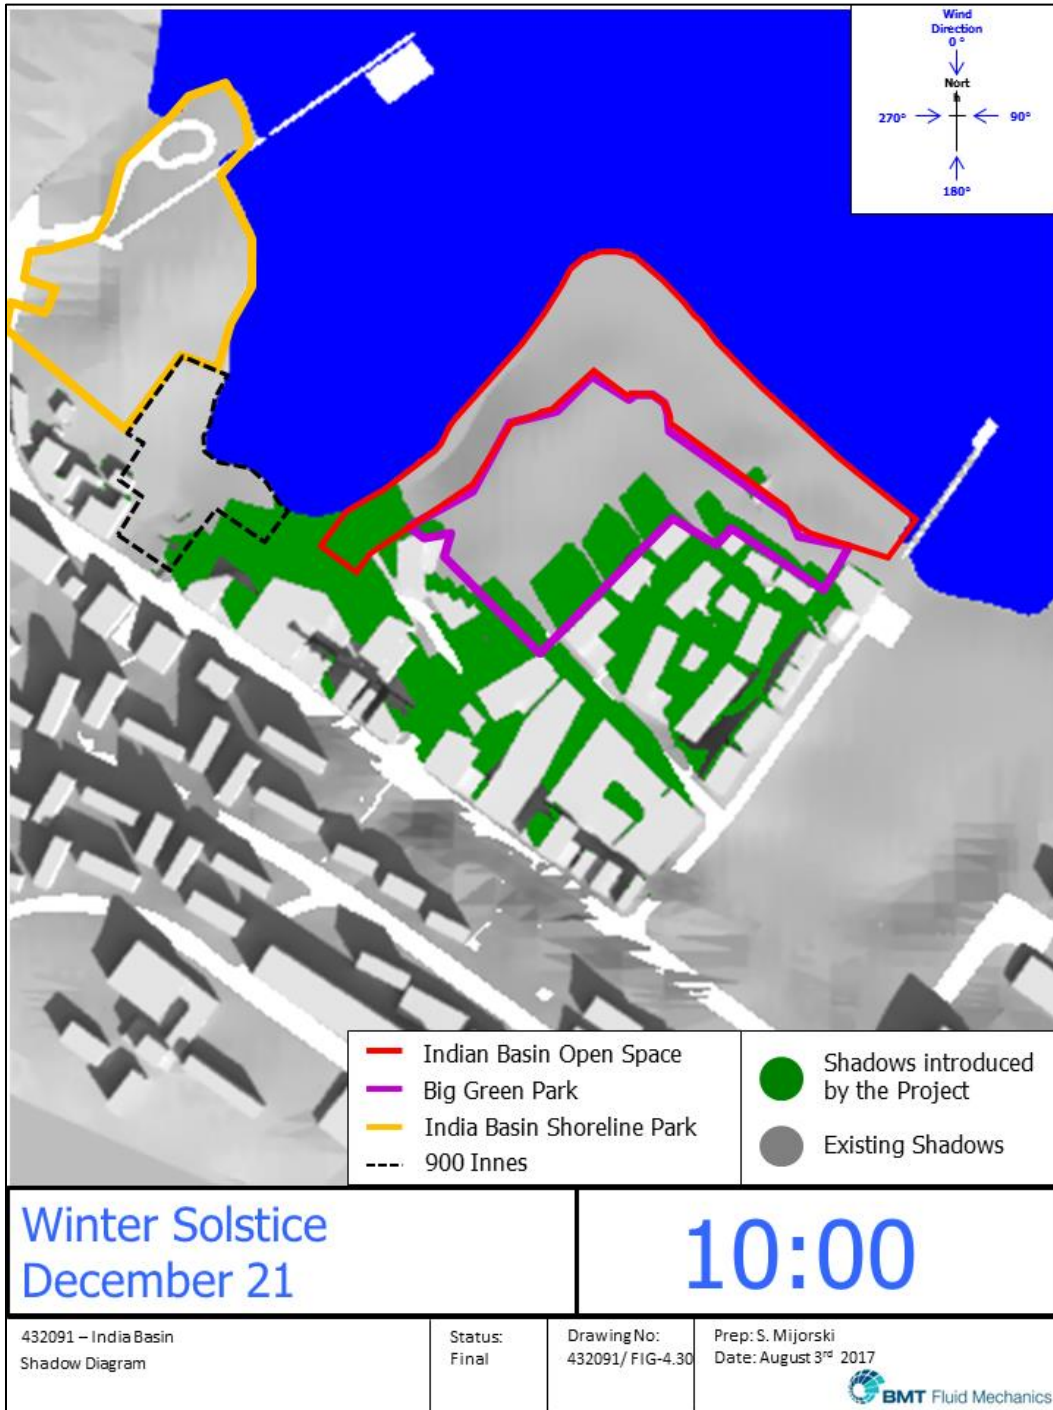 Wind
Direction
0 °
Nort
h
270°
90°
180°
Indian Basin Open Space
Big Green Park
India Basin Shoreline Park
900 Innes
Shadows introduced
by the Project
Existing Shadows
Winter Solstice
December 21
10:00
432091 – India Basin
Shadow Diagram
Status:
Final
Drawing No:
432091/ FIG-4.30
Prep: S. Mijorski
Date: August 3rd 2017
BMT Fluid Mechanics